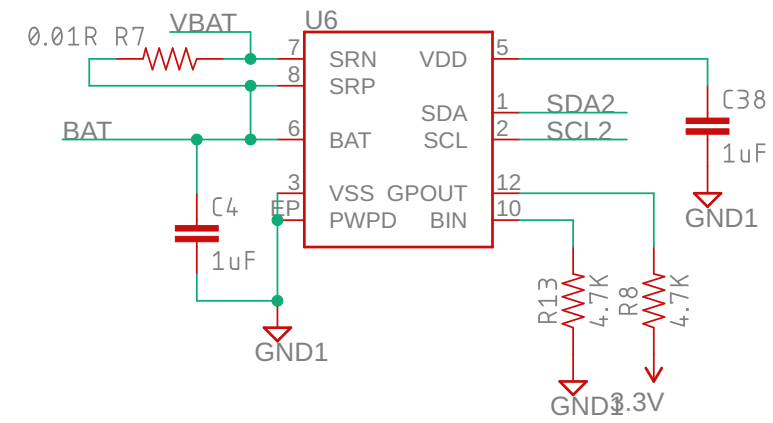 U6
VBAT
0.01R R7
7 SRN VDD 5
8 SRP
SDA 1 SDA2
C38
BAT 6 BAT SCL 2 SCL2
1uF
3 VSS GPOUT 12
C4 EP PWPD BIN 10
GND1
1uF
R13 4.7K R8 4.7K
GND1
GND1 3.3V